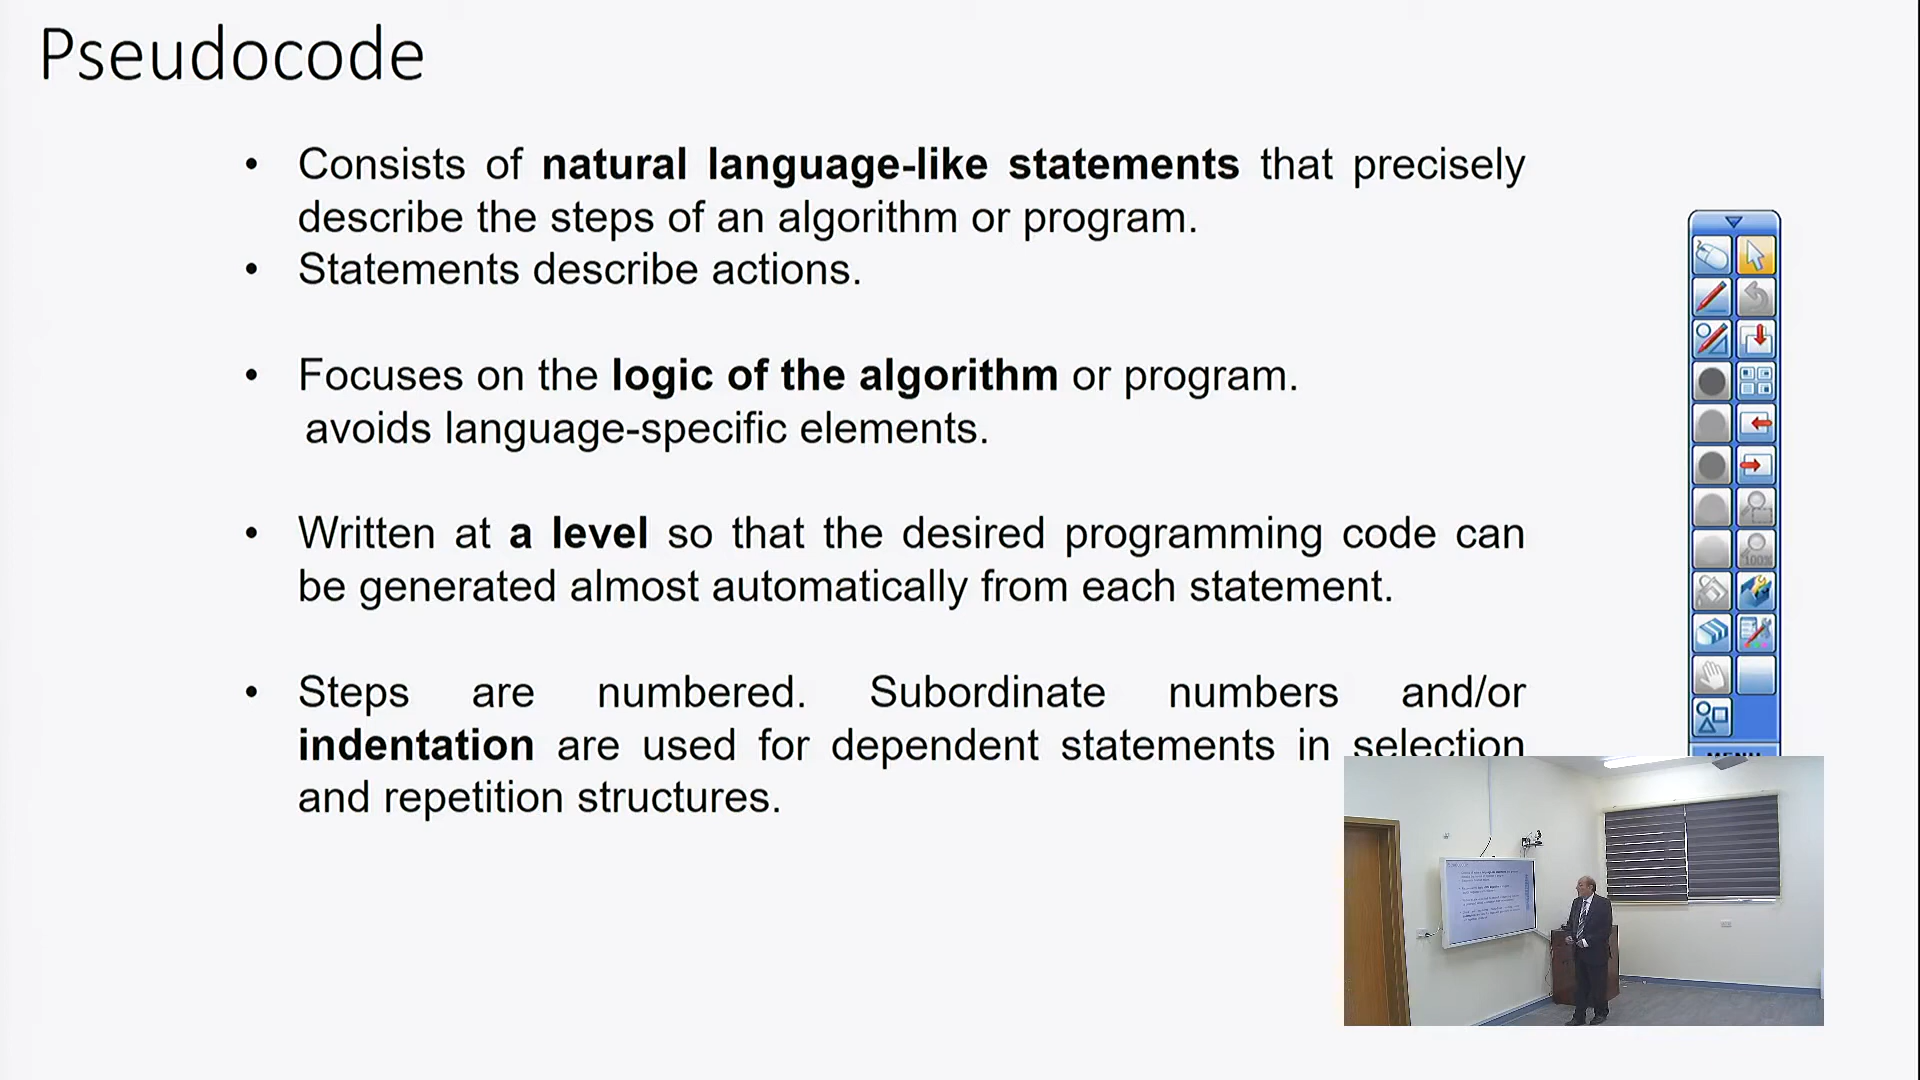 Pseudocode
• Consists of natural language-like statements that precisely
describe the steps of an algorithm or program.
• Statements describe actions.
• Focuses on the logic of the algorithm or program.
avoids language-specific elements.
• Written at a level so that the desired programming code can
be generated almost automatically from each statement.
• Steps are numbered. Subordinate numbers and/or
indentation are used for dependent statements in selection
and repetition structures.
100%
MENU